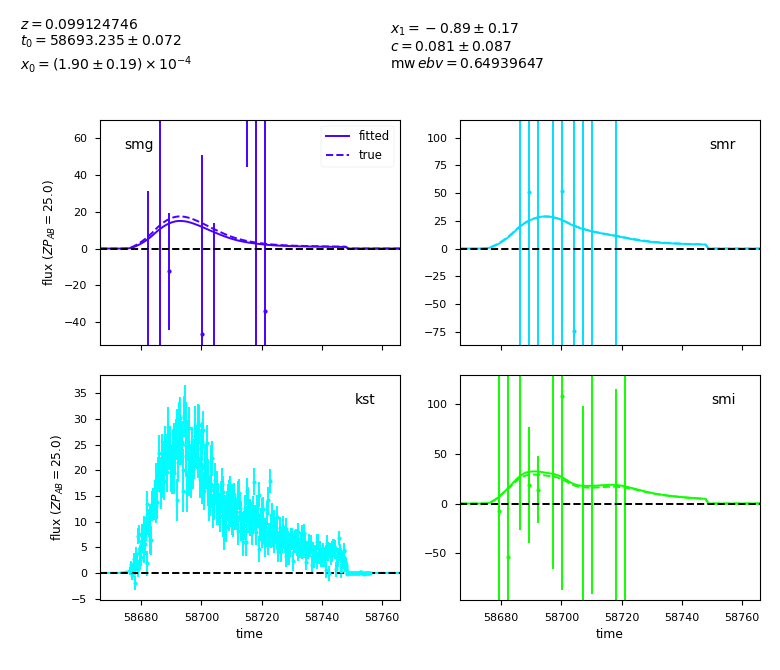 z = 0.099124746
t₀ = 58693.235 ± 0.072
x₀ = (1.90 ± 0.19) × 10⁻⁴
x₁ = −0.89 ± 0.17
c = 0.081 ± 0.087
mw ebv = 0.64939647
smg
fitted
true
60
40
20
0
−20
−40
flux (ZP_AB = 25.0)
smr
100
75
50
25
0
−25
−50
−75
kst
35
30
25
20
15
10
5
0
−5
flux (ZP_AB = 25.0)
58680 58700 58720 58740 58760
time
smi
100
50
0
−50
58680 58700 58720 58740 58760
time